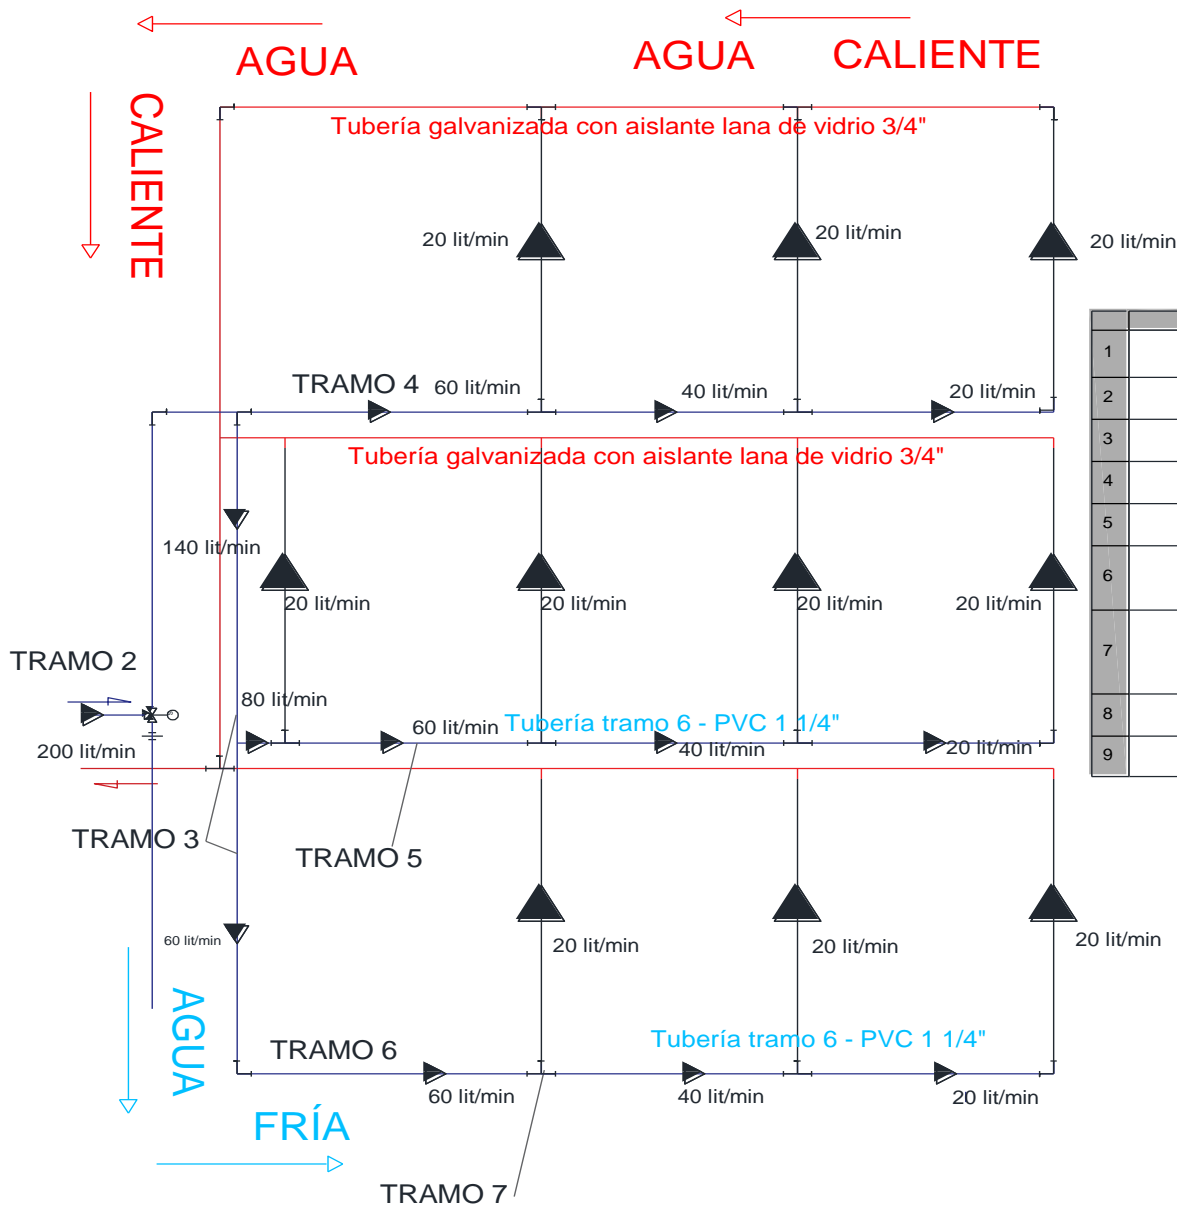 AGUA
AGUA
CALIENTE
CALIENTE
Tubería galvanizada con aislante lana de vidrio 3/4"
20 lit/min
20 lit/min
20 lit/min
TRAMO 4
60 lit/min
40 lit/min
20 lit/min
Tubería galvanizada con aislante lana de vidrio 3/4"
140 lit/min
20 lit/min
20 lit/min
20 lit/min
20 lit/min
TRAMO 2
80 lit/min
200 lit/min
60 lit/min
Tubería tramo 6 - PVC 1 1/4"
40 lit/min
20 lit/min
TRAMO 3
TRAMO 5
60 lit/min
20 lit/min
20 lit/min
20 lit/min
AGUA
FRÍA
TRAMO 6
Tubería tramo 6 - PVC 1 1/4"
60 lit/min
40 lit/min
20 lit/min
TRAMO 7
1
2
3
4
5
6
7
8
9